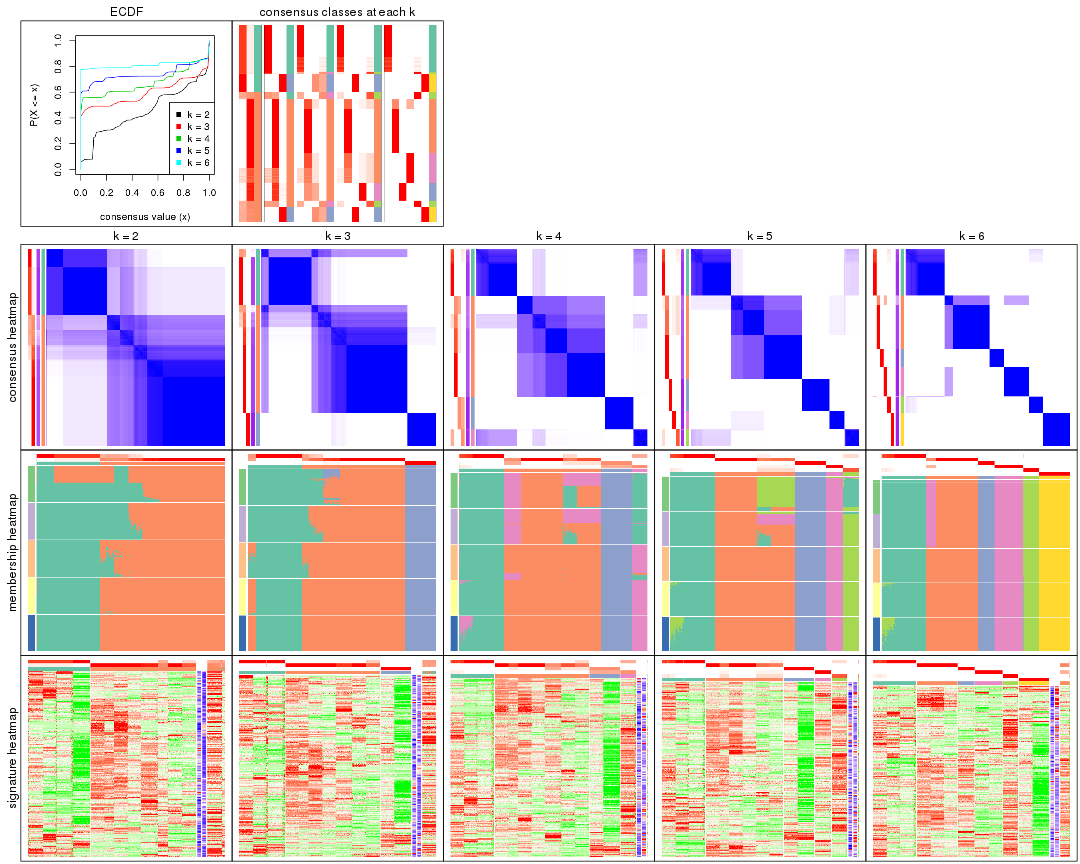 ECDF
consensus classes at each k
P(X <= x)
0.0 0.2 0.4 0.6 0.8 1.0
k = 2
k = 3
k = 4
k = 5
k = 6
0.0 0.2 0.4 0.6 0.8 1.0
consensus value (x)
k = 2
k = 3
k = 4
k = 5
k = 6
consensus heatmap
membership heatmap
signature heatmap